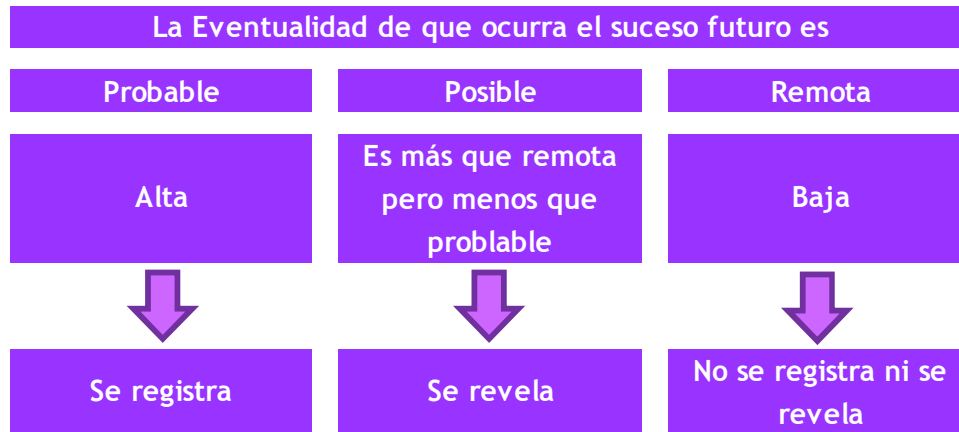 La Eventualidad de que ocurra el suceso futuro es
Probable
Posible
Remota
Alta
Es más que remota
pero menos que
problable
Baja
Se registra
Se revela
No se registra ni se
revela